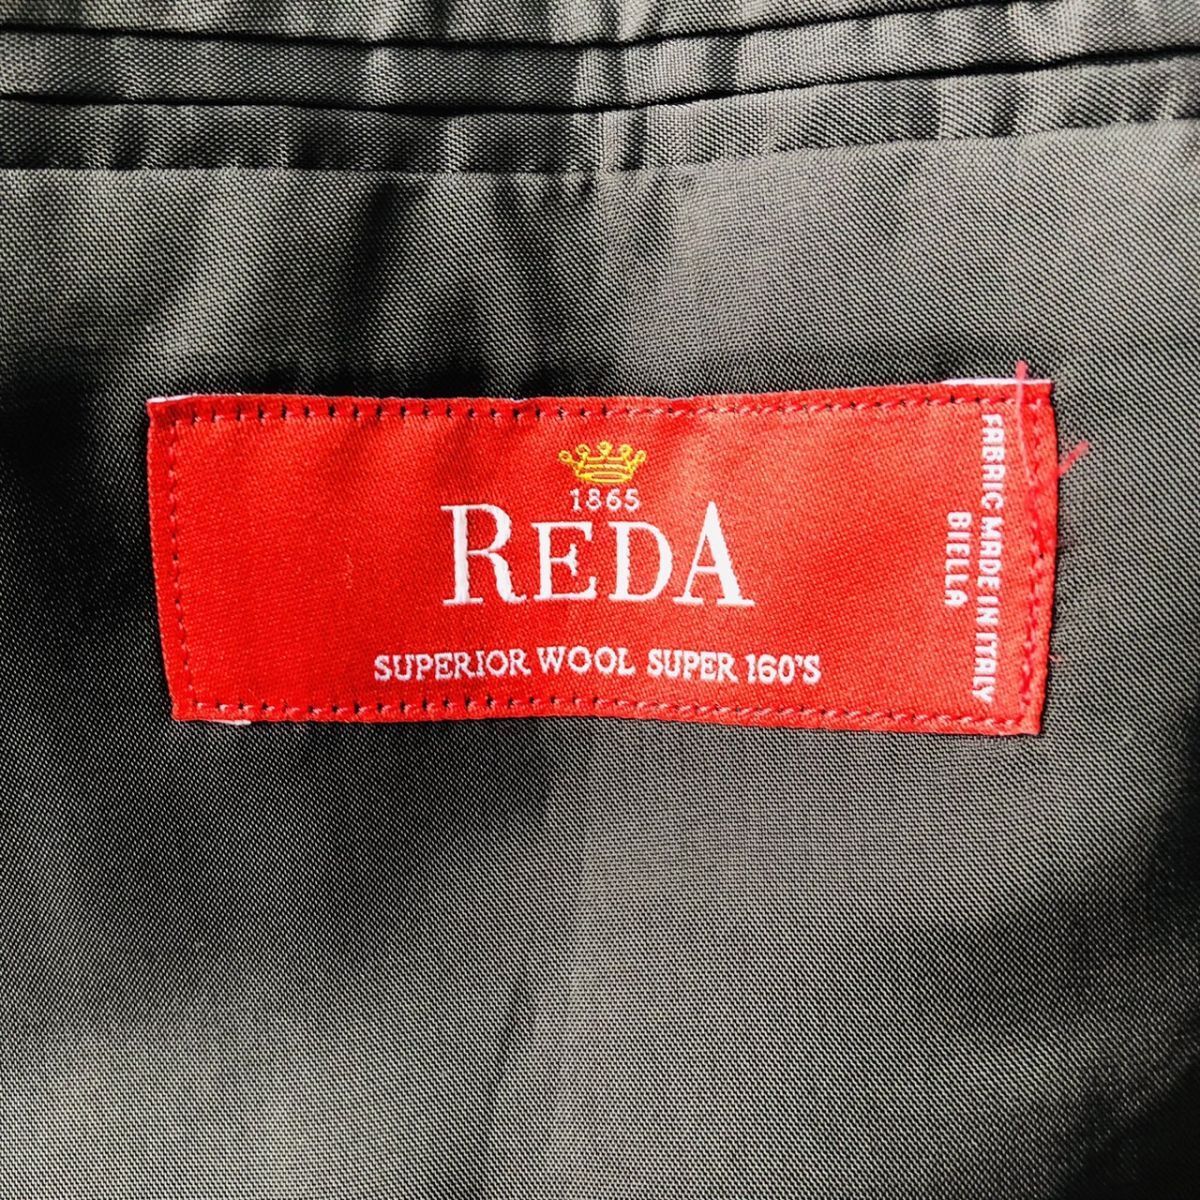 1865
REDA
SUPERIOR WOOL SUPER 160'S
FABRIC MADE IN ITALY
BIELLA